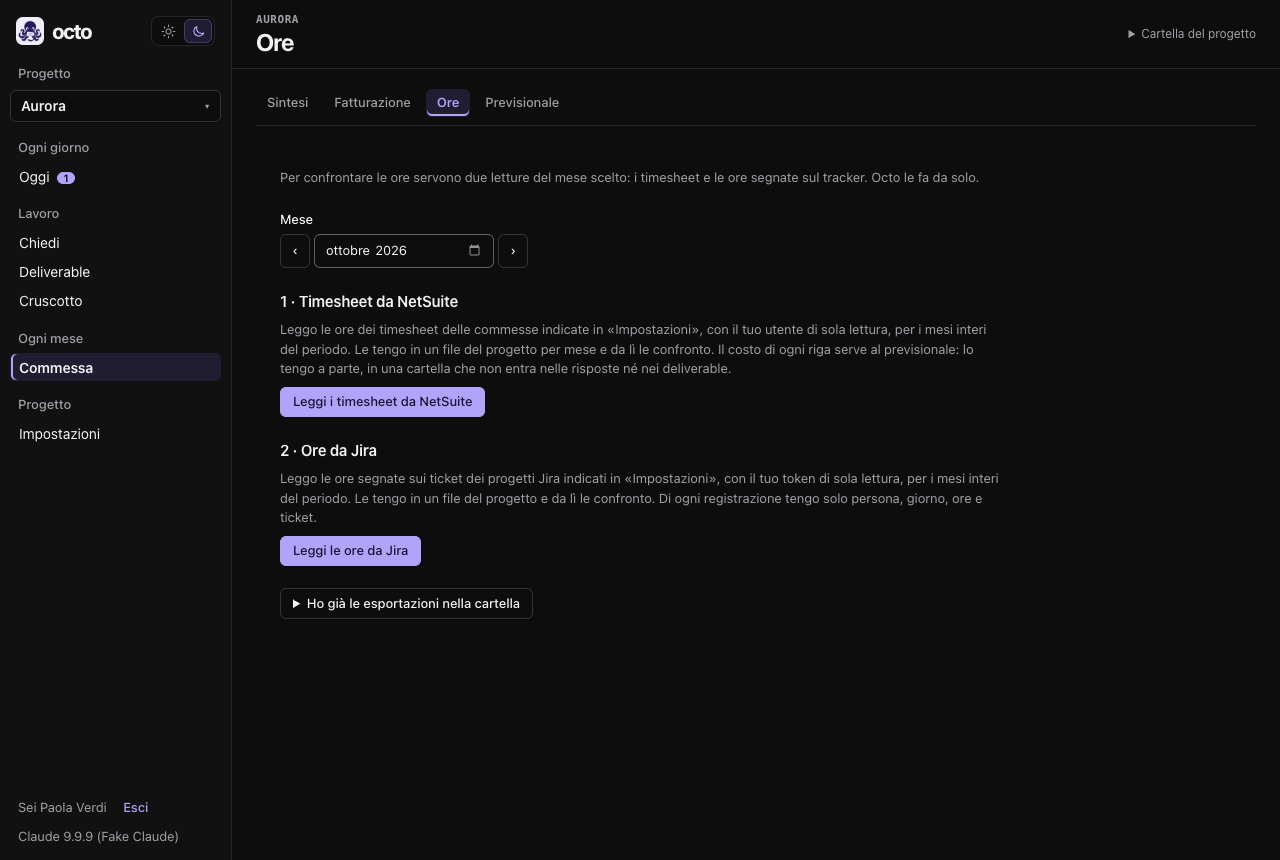 octo
Progetto
Aurora
Ogni giorno
Oggi 1
Lavoro
Chiedi
Deliverable
Cruscotto
Ogni mese
Commessa
Progetto
Impostazioni
Sei Paola Verdi Esci
Claude 9.9.9 (Fake Claude)
AURORA
Ore
Cartella del progetto
Sintesi Fatturazione Ore Previsionale
Per confrontare le ore servono due letture del mese scelto: i timesheet e le ore segnate sul tracker. Octo le fa da solo.
Mese
‹ ottobre 2026 ›
1 · Timesheet da NetSuite
Leggo le ore dei timesheet delle commesse indicate in «Impostazioni», con il tuo utente di sola lettura, per i mesi interi
del periodo. Le tengo in un file del progetto per mese e da lì le confronto. Il costo di ogni riga serve al previsionale: lo
tengo a parte, in una cartella che non entra nelle risposte né nei deliverable.
Leggi i timesheet da NetSuite
2 · Ore da Jira
Leggo le ore segnate sui ticket dei progetti Jira indicati in «Impostazioni», con il tuo token di sola lettura, per i mesi interi
del periodo. Le tengo in un file del progetto e da lì le confronto. Di ogni registrazione tengo solo persona, giorno, ore e
ticket.
Leggi le ore da Jira
Ho già le esportazioni nella cartella